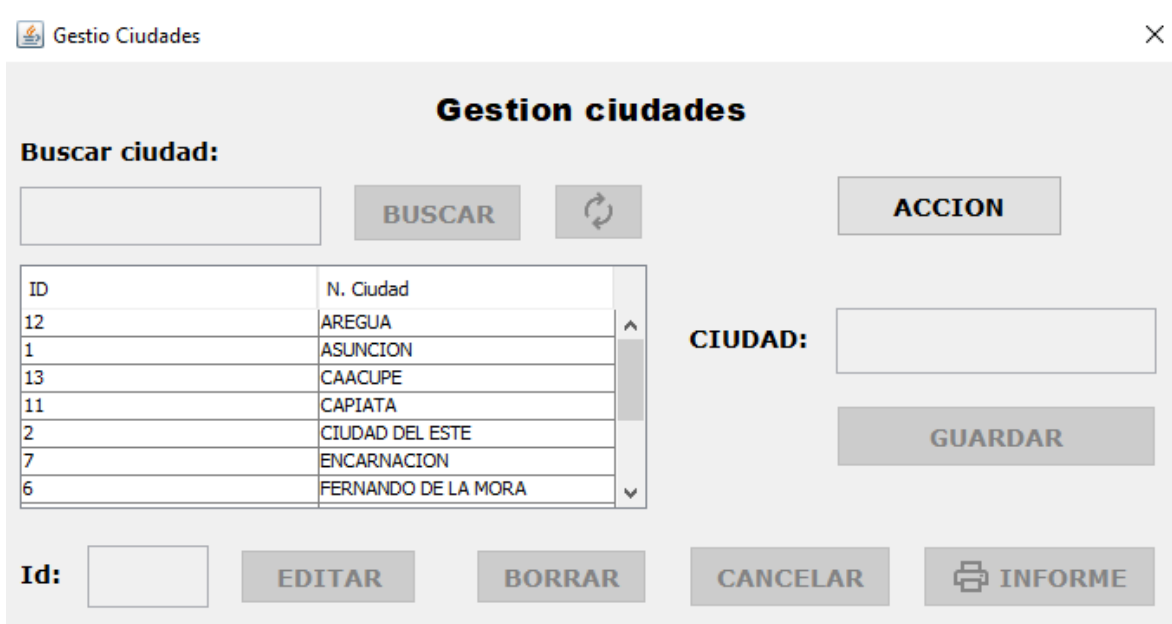 Gestio Ciudades
Gestion ciudades
Buscar ciudad:
BUSCAR
ACCION
ID N. Ciudad
12 AREGUA
1 ASUNCION
13 CAACUPE
11 CAPIATA
2 CIUDAD DEL ESTE
7 ENCARNACION
6 FERNANDO DE LA MORA
CIUDAD:
GUARDAR
Id:
EDITAR
BORRAR
CANCELAR
INFORME